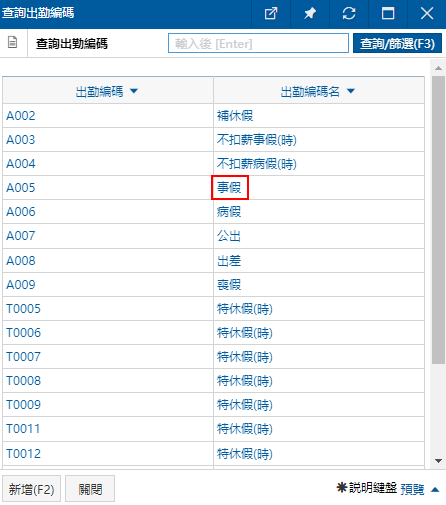 查詢出勤編碼
查詢出勤編碼 輸入後 [Enter] 查詢/篩選(F3)
出勤編碼 ▼ 出勤編碼名 ▼
A002 補休假
A003 不扣薪事假(時)
A004 不扣薪病假(時)
A005 事假
A006 病假
A007 公出
A008 出差
A009 喪假
T0005 特休假(時)
T0006 特休假(時)
T0007 特休假(時)
T0008 特休假(時)
T0009 特休假(時)
T0011 特休假(時)
T0012 特休假(時)
新增(F2) 關閉 ✱説明鍵盤 預覽 ▲